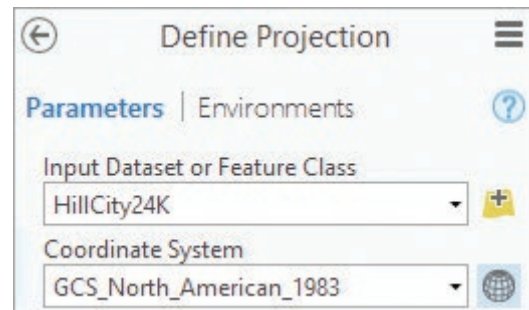 Define Projection
Parameters | Environments
?
Input Dataset or Feature Class
HillCity24K
Coordinate System
GCS_North_American_1983